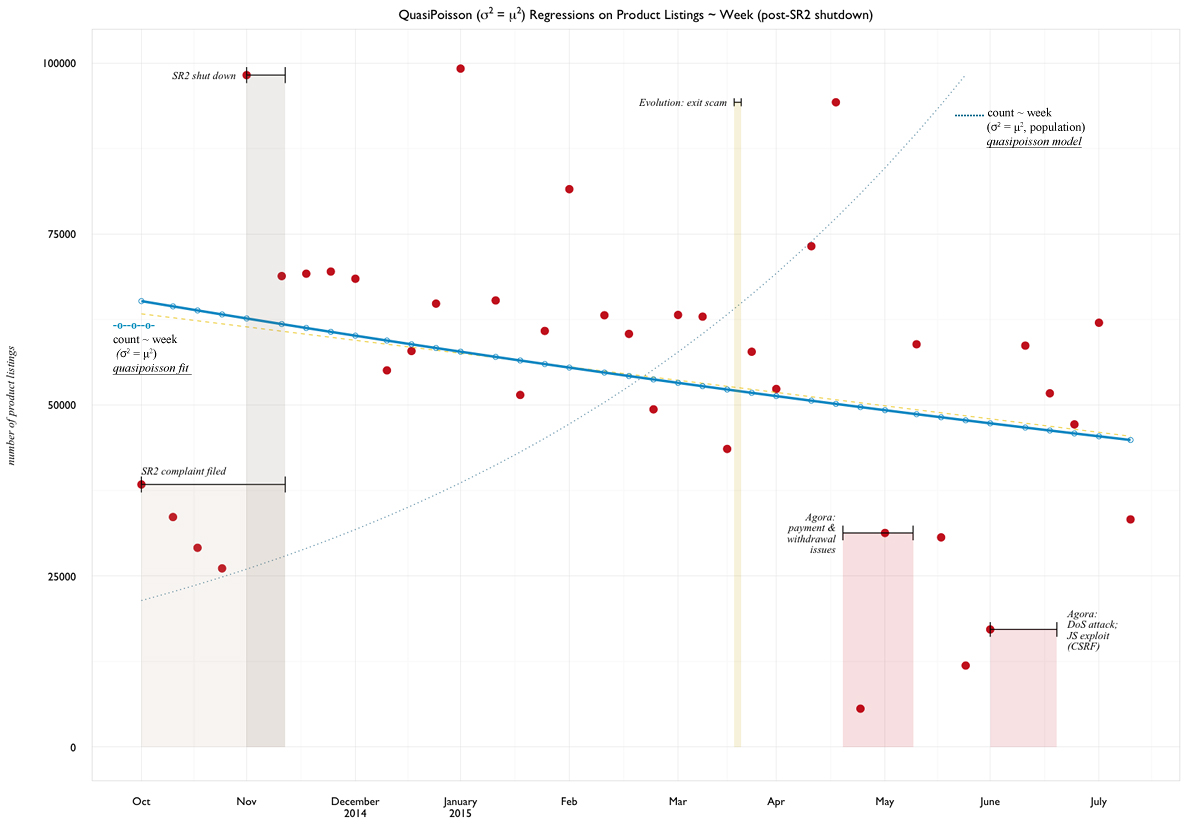 QuasiPoisson (σ² = μ²) Regressions on Product Listings ~ Week (post-SR2 shutdown)
number of product listings
100000
75000
50000
25000
0
SR2 shut down
Evolution: exit scam
count ~ week
(σ² = μ², population)
quasipoisson model
-o-o-o-
count ~ week
(σ² = μ²)
quasipoisson fit
SR2 complaint filed
Agora:
payment &
withdrawal
issues
Agora:
DoS attack;
JS exploit
(CSRF)
Oct
Nov
December
2014
January
2015
Feb
Mar
Apr
May
June
July